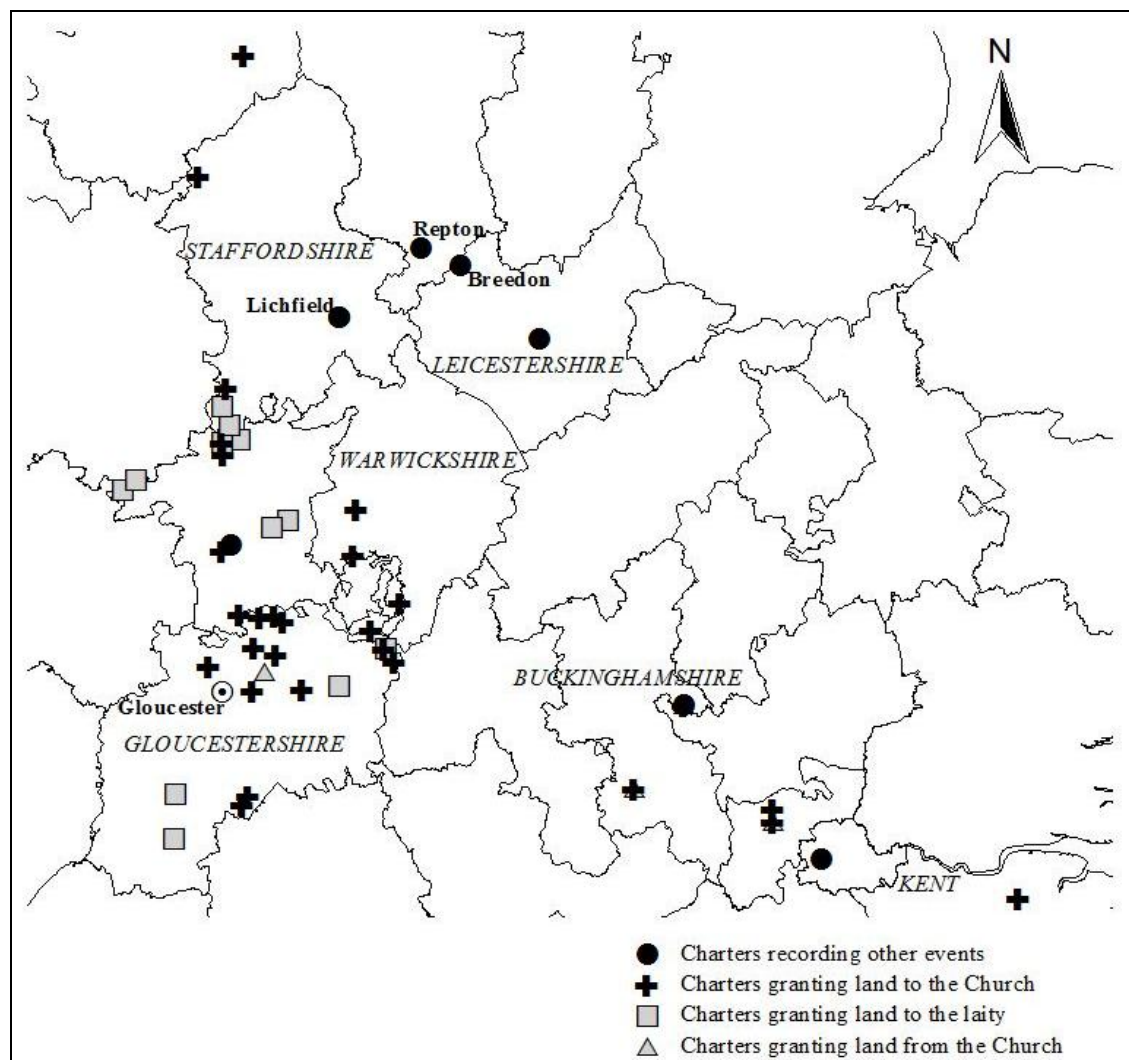 N
Repton
STAFFORDSHIRE
Breedon
Lichfield
LEICESTERSHIRE
WARWICKSHIRE
BUCKINGHAMSHIRE
Gloucester
GLOUCESTERSHIRE
KENT
Charters recording other events
Charters granting land to the Church
Charters granting land to the laity
Charters granting land from the Church